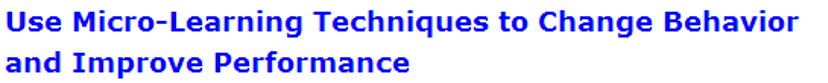 Use Micro-Learning Techniques to Change Behavior
and Improve Performance